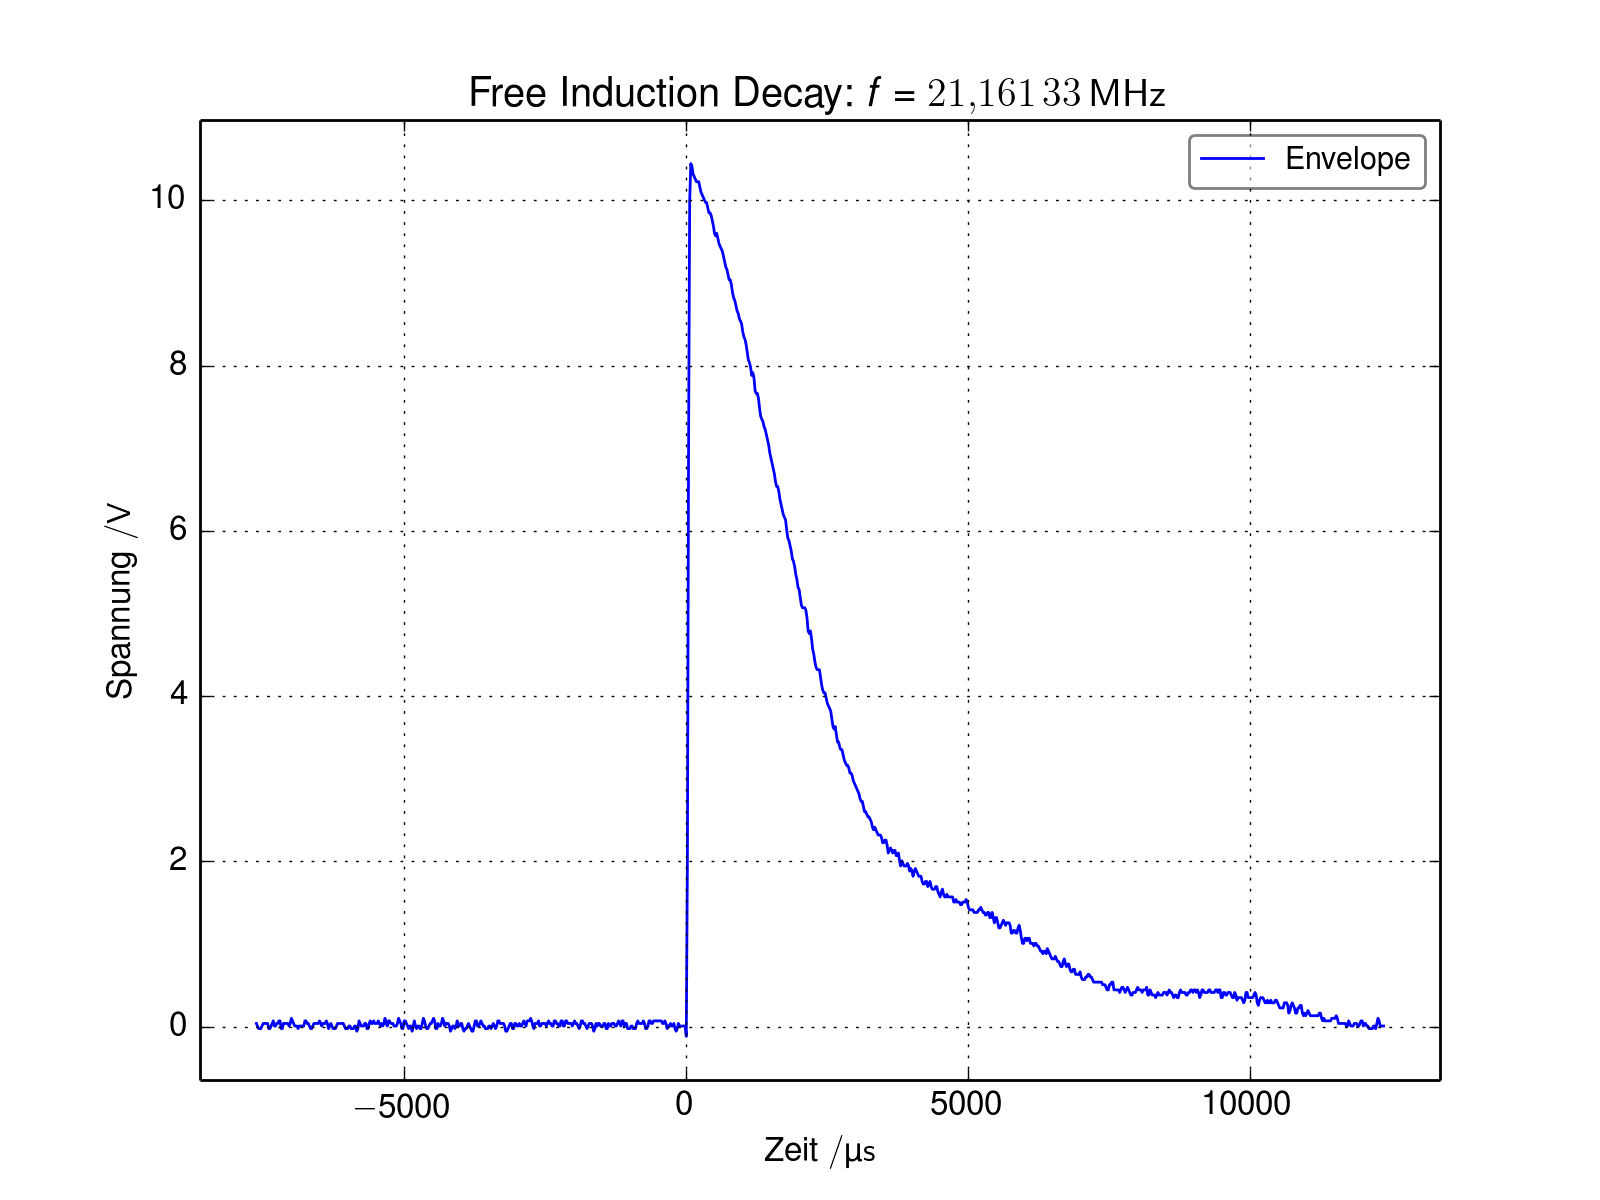 Free Induction Decay: f = 21,161 33 MHz
Envelope
Spannung /V
10
8
6
4
2
0
−5000
0
5000
10000
Zeit /µs